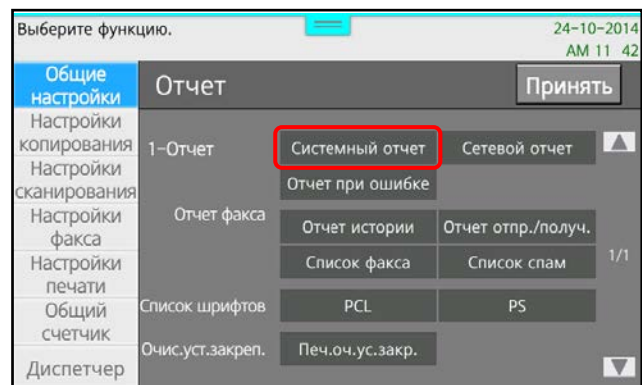 Выберите функцию.
24-10-2014
AM 11 42
Общие
настройки
Отчет
Принять
Настройки
копирования
Настройки
сканирования
Настройки
факса
Настройки
печати
Общий
счетчик
Диспетчер
1-Отчет
Системный отчет
Сетевой отчет
Отчет при ошибке
Отчет факса
Отчет истории
Отчет отпр./получ.
Список факса
Список спам
1/1
Список шрифтов
PCL
PS
Очис.уст.закреп.
Печ.оч.ус.закр.